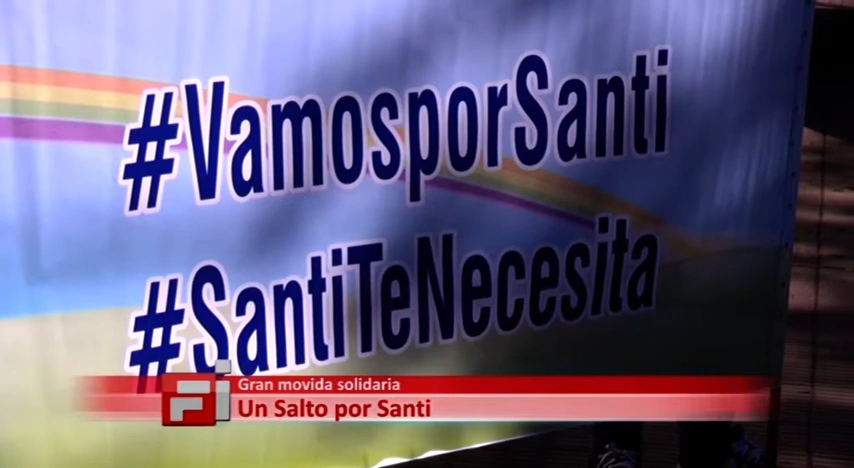 #VamosporSanti
#SantiTeNecesita
Gran movida solidaria
Un Salto por Santi